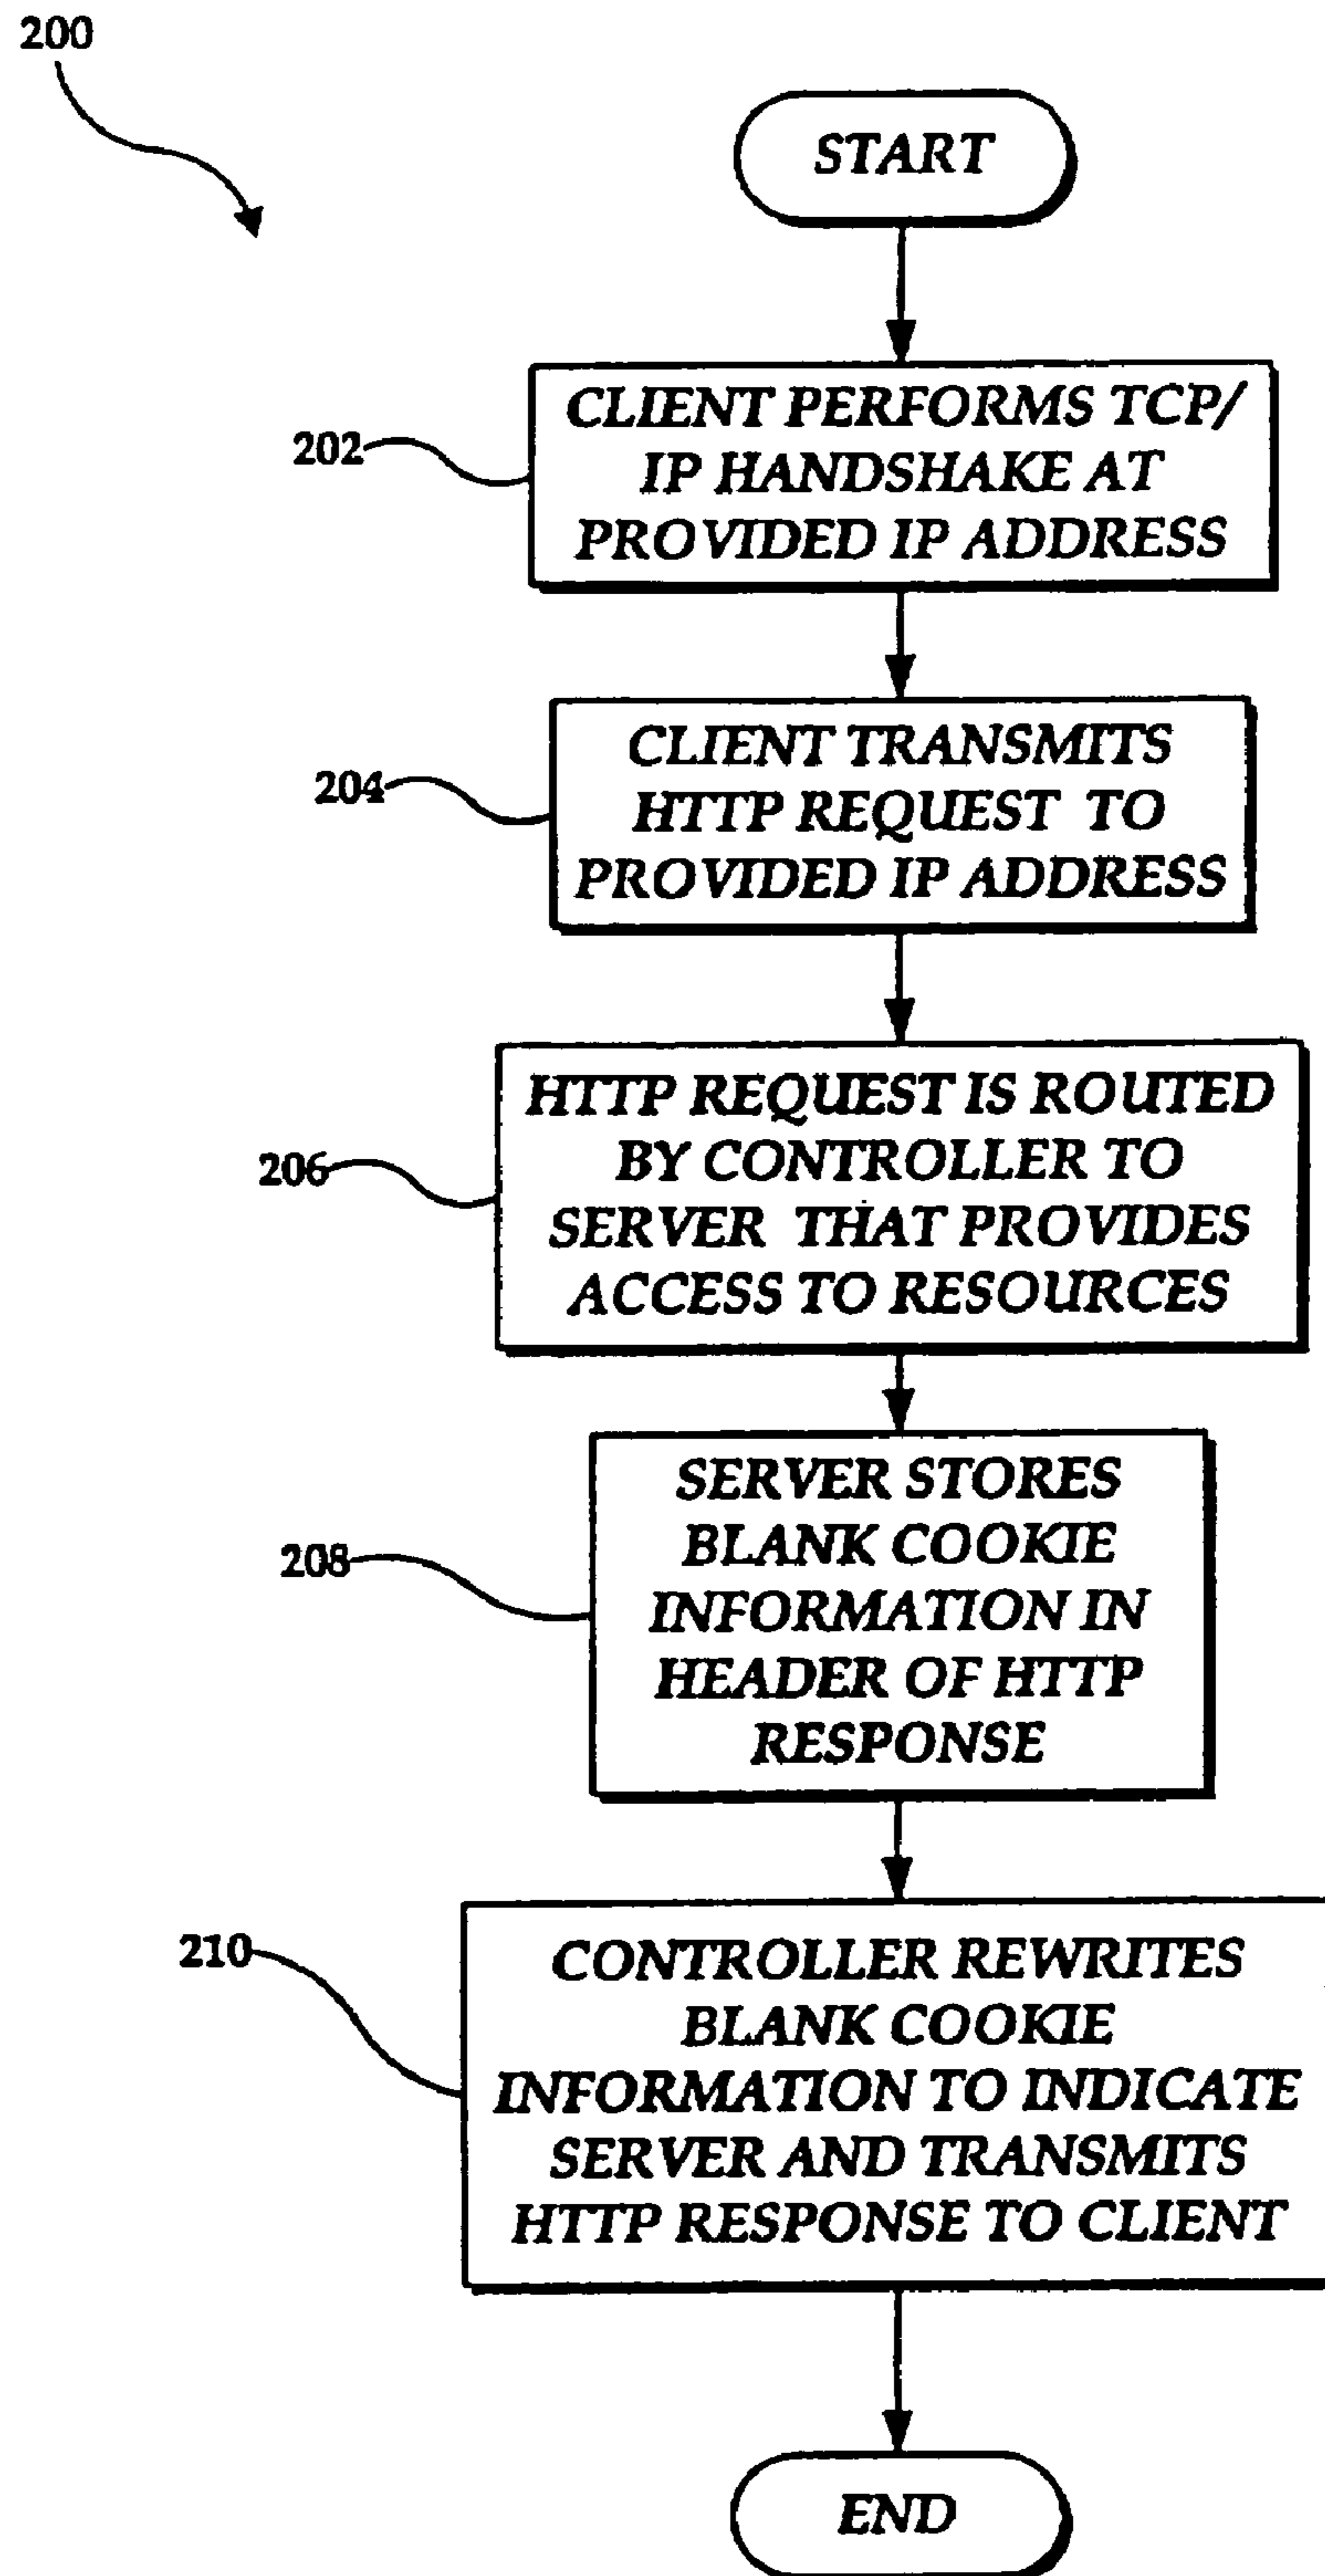 200
START
202
CLIENT PERFORMS TCP/
IP HANDSHAKE AT
PROVIDED IP ADDRESS
204
CLIENT TRANSMITS
HTTP REQUEST TO
PROVIDED IP ADDRESS
206
HTTP REQUEST IS ROUTED
BY CONTROLLER TO
SERVER THAT PROVIDES
ACCESS TO RESOURCES
208
SERVER STORES
BLANK COOKIE
INFORMATION IN
HEADER OF HTTP
RESPONSE
210
CONTROLLER REWRITES
BLANK COOKIE
INFORMATION TO INDICATE
SERVER AND TRANSMITS
HTTP RESPONSE TO CLIENT
END